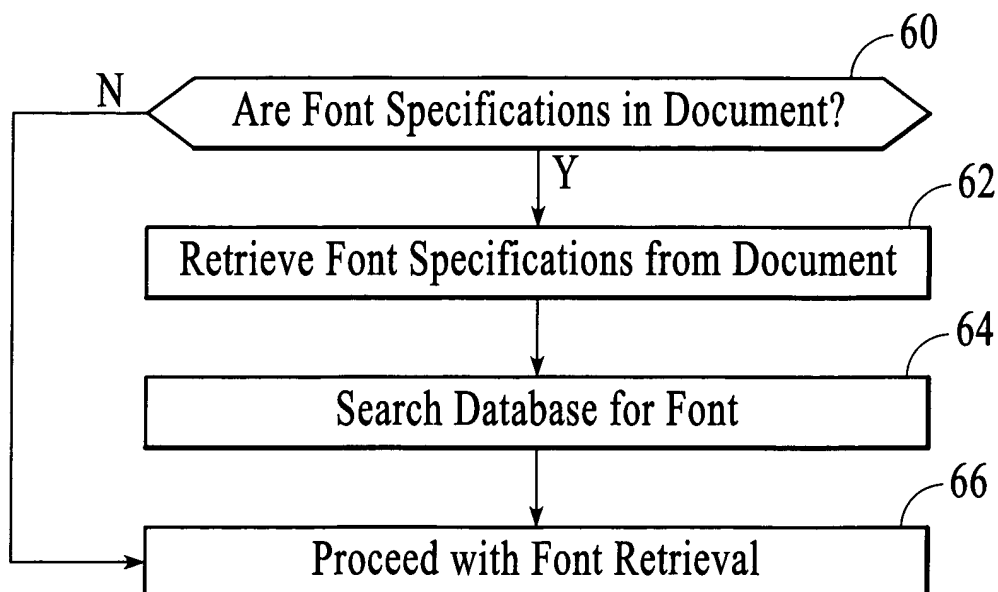 60
N
Are Font Specifications in Document?
Y
62
Retrieve Font Specifications from Document
64
Search Database for Font
66
Proceed with Font Retrieval